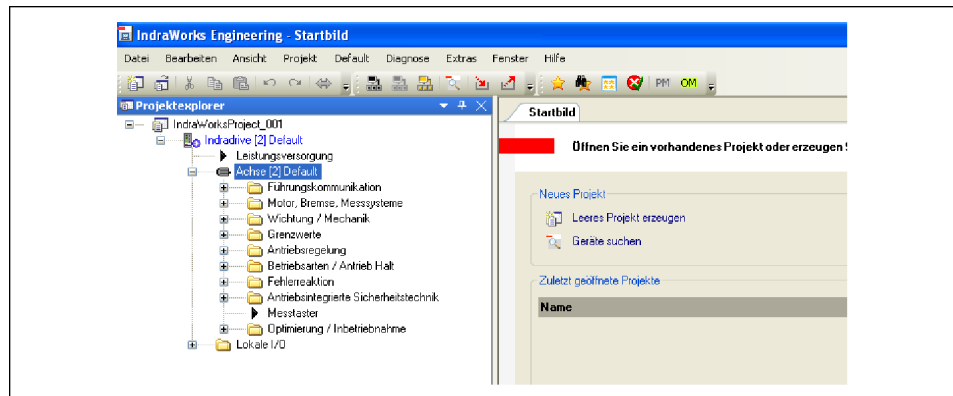 IndraWorks Engineering - Startbild
Datei Bearbeiten Ansicht Projekt Default Diagnose Extras Fenster Hilfe
PM OM
Projektexplorer
IndraWorksProject_001
Indradrive [2] Default
Leistungsversorgung
Achse [2] Default
Führungskommunikation
Motor, Bremse, Messsysteme
Wichtung / Mechanik
Grenzwerte
Antriebsregelung
Betriebsarten / Antrieb Halt
Fehlerreaktion
Antriebsintegrierte Sicherheitstechnik
Messtaster
Optimierung / Inbetriebnahme
Lokale I/O
Startbild
Öffnen Sie ein vorhandenes Projekt oder erzeugen
Neues Projekt
Leeres Projekt erzeugen
Geräte suchen
Zuletzt geöffnete Projekte
Name